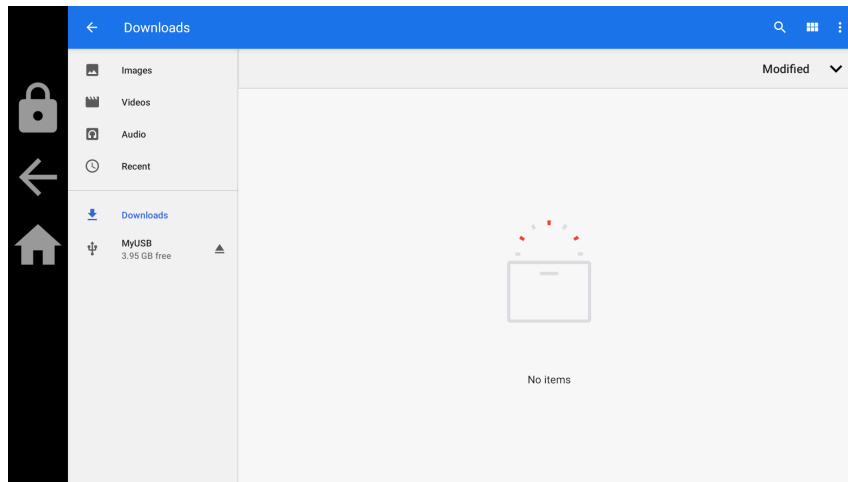 Downloads
Images
Videos
Audio
Recent
Downloads
MyUSB
3.95 GB free
Modified
No items